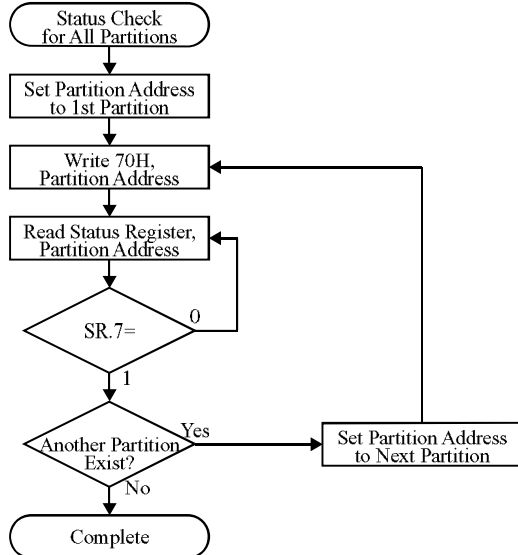 Status Check
for All Partitions
Set Partition Address
to 1st Partition
Write 70H,
Partition Address
Read Status Register,
Partition Address
SR.7=
0
1
Another Partition
Exist?
Yes
Set Partition Address
to Next Partition
No
Complete